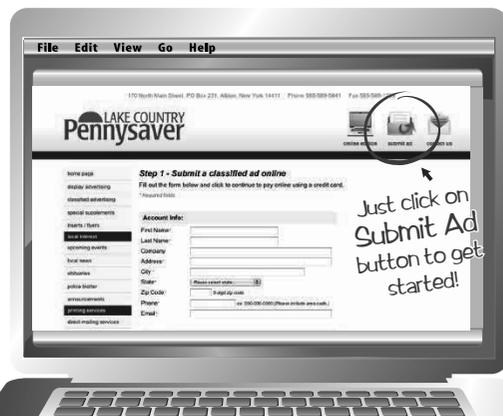 File Edit View Go Help
170 North Main Street, PO Box 231, Albion, New York 14411 Phone 585-589-5641 Fax 585-589-
LAKE COUNTRY
Pennysaver
online edition submit ad contact us
home page
display advertising
classified advertising
special supplements
inserts / flyers
local interest
upcoming events
local news
obituaries
police blotter
announcements
printing services
direct mailing services
Step 1 - Submit a classified ad online
Fill out the form below and click to continue to pay online using a credit card.
* Required fields
Account Info:
First Name*
Last Name*
Company
Address*
City*
State* - Please select state -
Zip Code* 5 digit zip code
Phone* ex: 000-000-0000 (Please include area code.)
Email*
Just click on
Submit Ad
button to get
started!